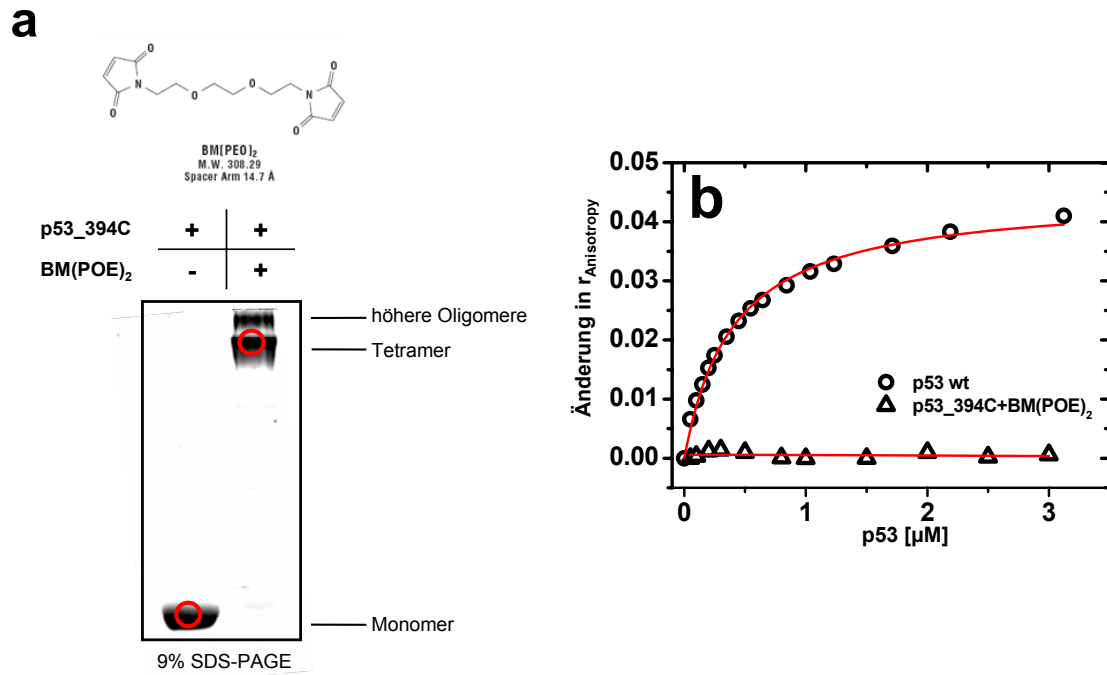 a
O
O
N
O
O
N
O
O
BM[PEO]₂
M.W. 308.29
Spacer Arm 14.7 Å
p53_394C + +
BM(POE)₂ - +
höhere Oligomere
Tetramer
Monomer
9% SDS-PAGE
b
0.05
0.04
0.03
0.02
0.01
0.00
Änderung in rAnisotropy
p53 wt
p53_394C+BM(POE)₂
0 1 2 3
p53 [µM]